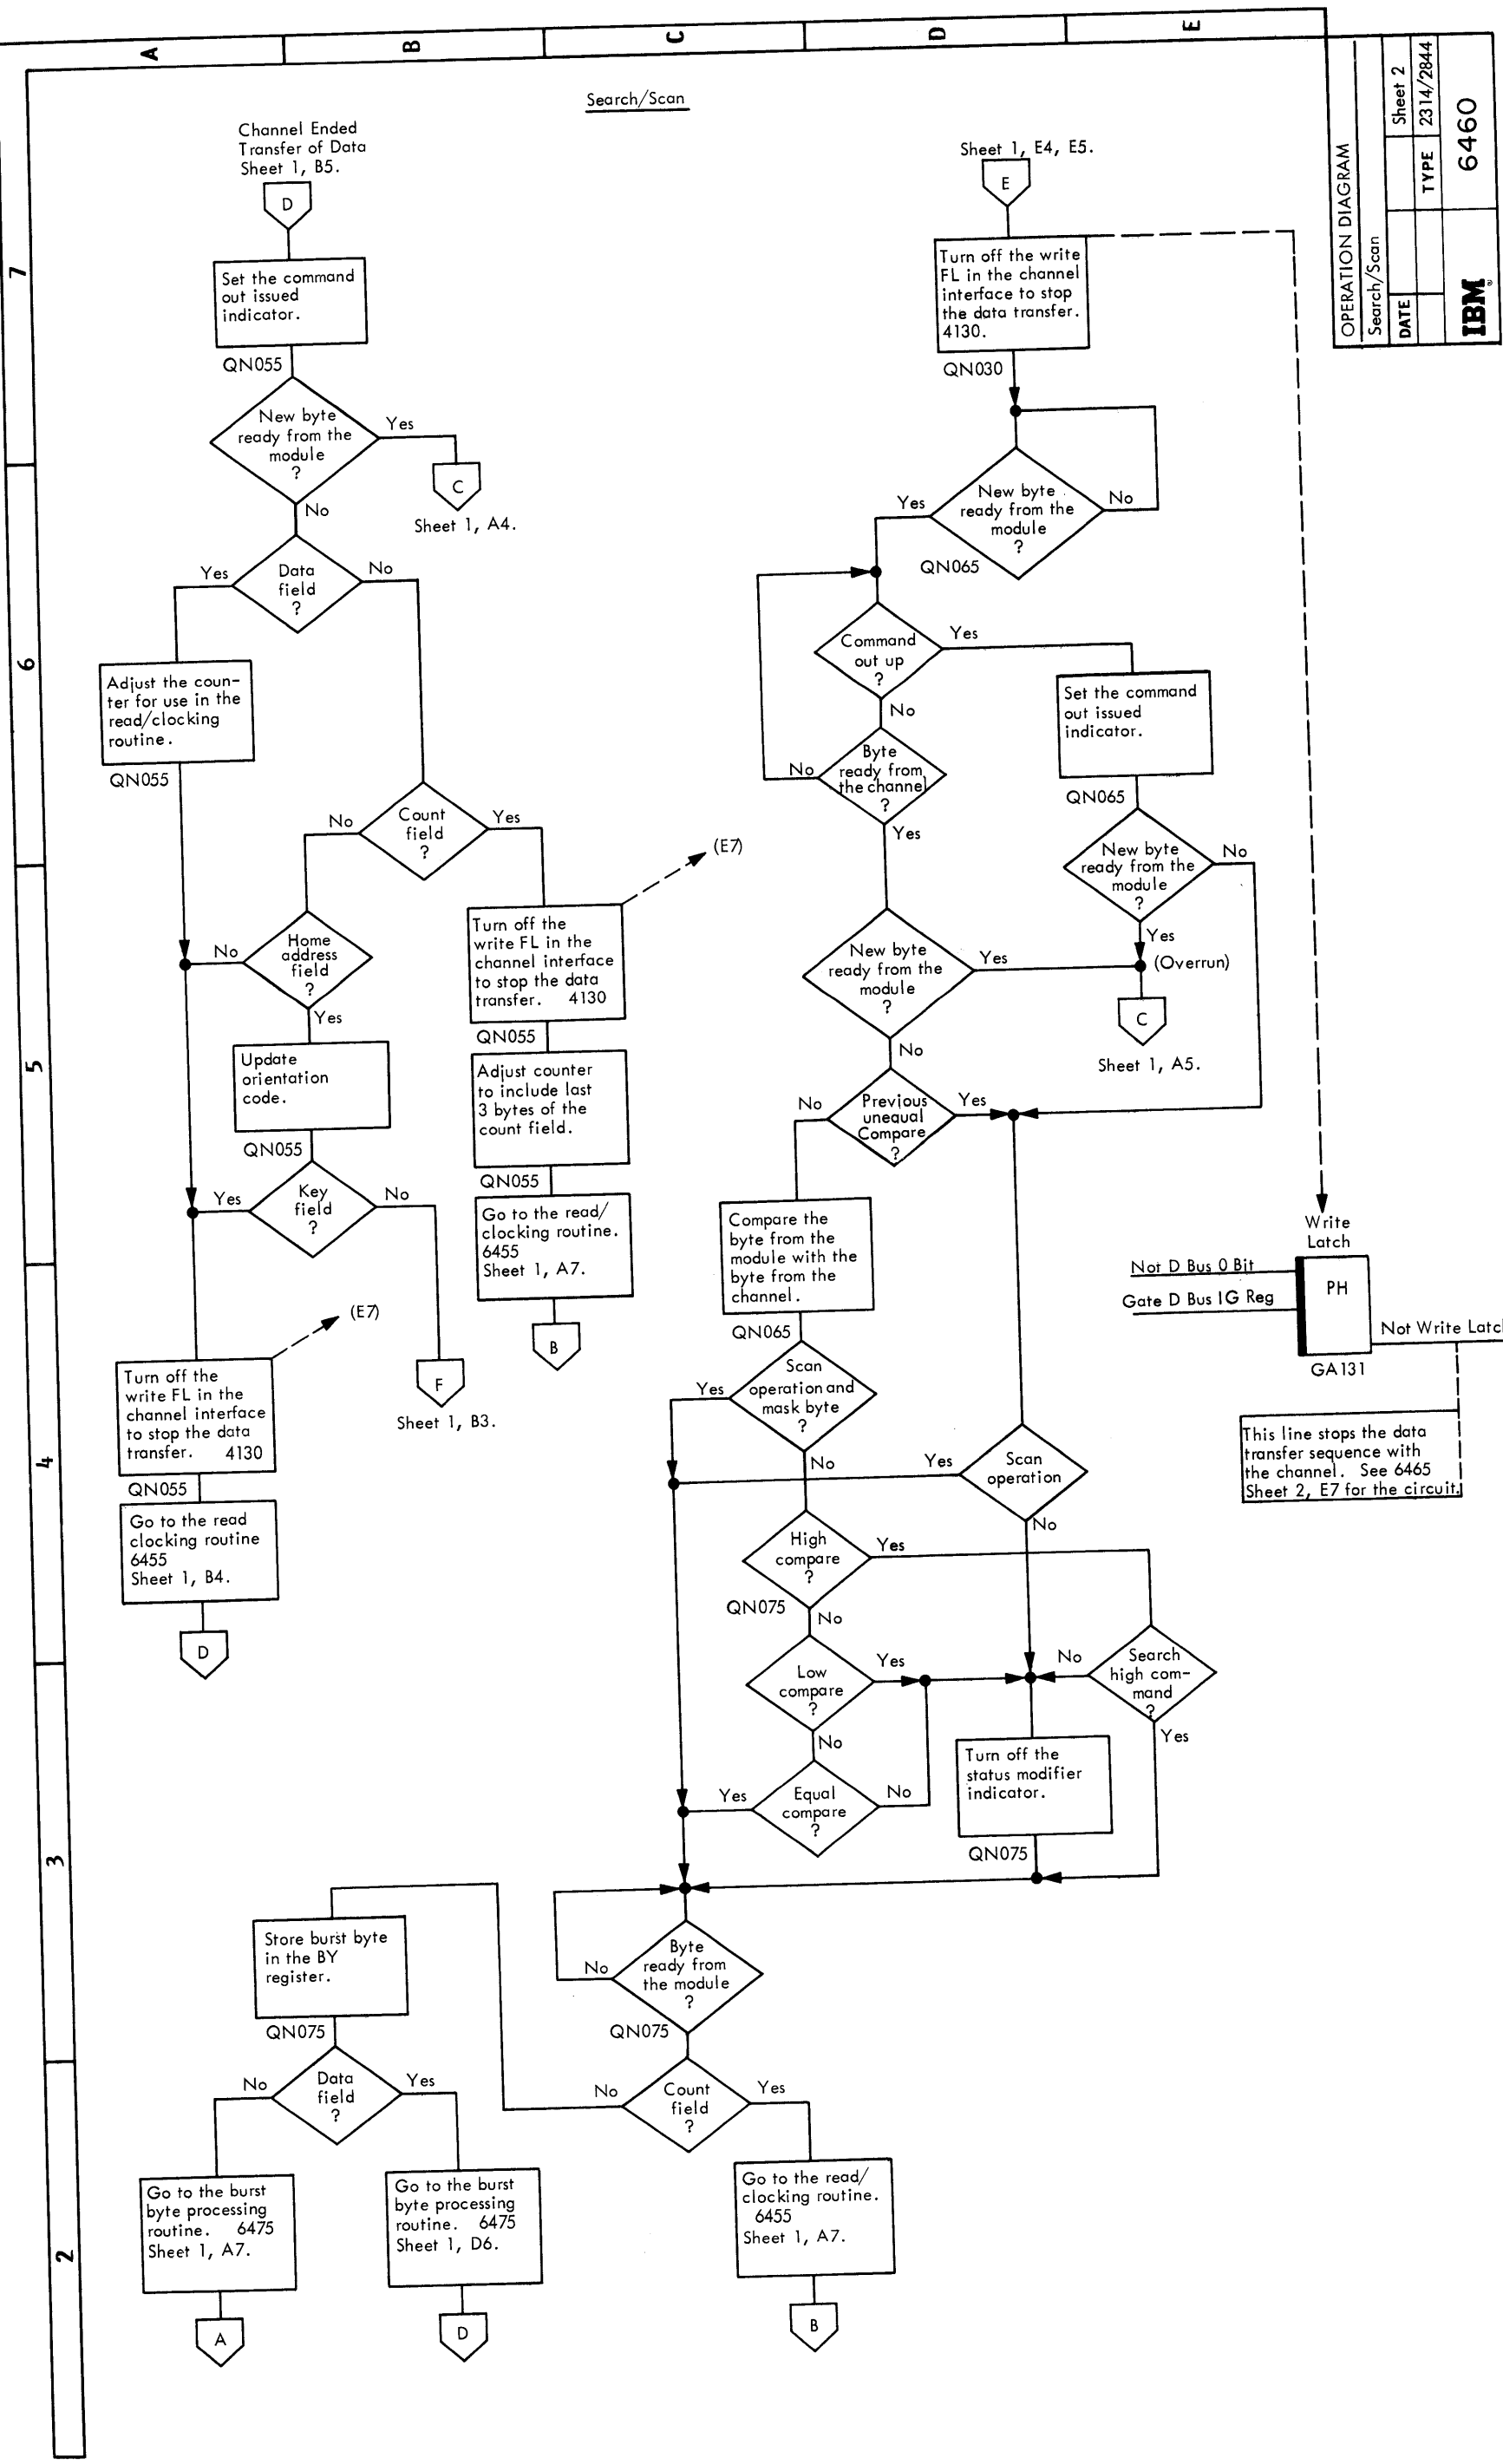 A
B
C
D
E
7
6
5
4
3
2
OPERATION DIAGRAM
Search/Scan
Sheet 2
DATE
TYPE
2314/2844
IBM®
6460
Search/Scan
Channel Ended
Transfer of Data
Sheet 1, B5.
D
Set the command
out issued
indicator.
QN055
New byte
ready from the
module
?
Yes
C
Sheet 1, A4.
No
Data
field
?
Yes
No
Adjust the coun-
ter for use in the
read/clocking
routine.
QN055
Count
field
?
No
Yes
(E7)
Home
address
field
?
No
Yes
Turn off the
write FL in the
channel interface
to stop the data
transfer. 4130
QN055
Update
orientation
code.
QN055
Adjust counter
to include last
3 bytes of the
count field.
QN055
Key
field
?
Yes
No
Go to the read/
clocking routine.
6455
Sheet 1, A7.
B
(E7)
Turn off the
write FL in the
channel interface
to stop the data
transfer. 4130
QN055
F
Sheet 1, B3.
Go to the read
clocking routine
6455
Sheet 1, B4.
D
Sheet 1, E4, E5.
E
Turn off the write
FL in the channel
interface to stop
the data transfer.
4130.
QN030
New byte
ready from the
module
?
Yes
No
QN065
Command
out up
?
Yes
No
Set the command
out issued
indicator.
QN065
Byte
ready from
the channel
?
No
Yes
New byte
ready from the
module
?
No
Yes
(Overrun)
C
Sheet 1, A5.
New byte
ready from the
module
?
Yes
No
Previous
unequal
Compare
?
No
Yes
Compare the
byte from the
module with the
byte from the
channel.
QN065
Write
Latch
Not D Bus 0 Bit
Gate D Bus IG Reg
PH
Not Write Latch
GA131
This line stops the data
transfer sequence with
the channel. See 6465
Sheet 2, E7 for the circuit.
Scan
operation and
mask byte
?
Yes
No
Scan
operation
Yes
No
High
compare
?
Yes
QN075
No
Low
compare
?
Yes
No
Search
high com-
mand
?
No
Yes
Equal
compare
?
Yes
No
Turn off the
status modifier
indicator.
QN075
Byte
ready from
the module
?
No
QN075
Store burst byte
in the BY
register.
QN075
Count
field
?
No
Yes
Data
field
?
No
Yes
Go to the burst
byte processing
routine. 6475
Sheet 1, A7.
A
Go to the burst
byte processing
routine. 6475
Sheet 1, D6.
D
Go to the read/
clocking routine.
6455
Sheet 1, A7.
B